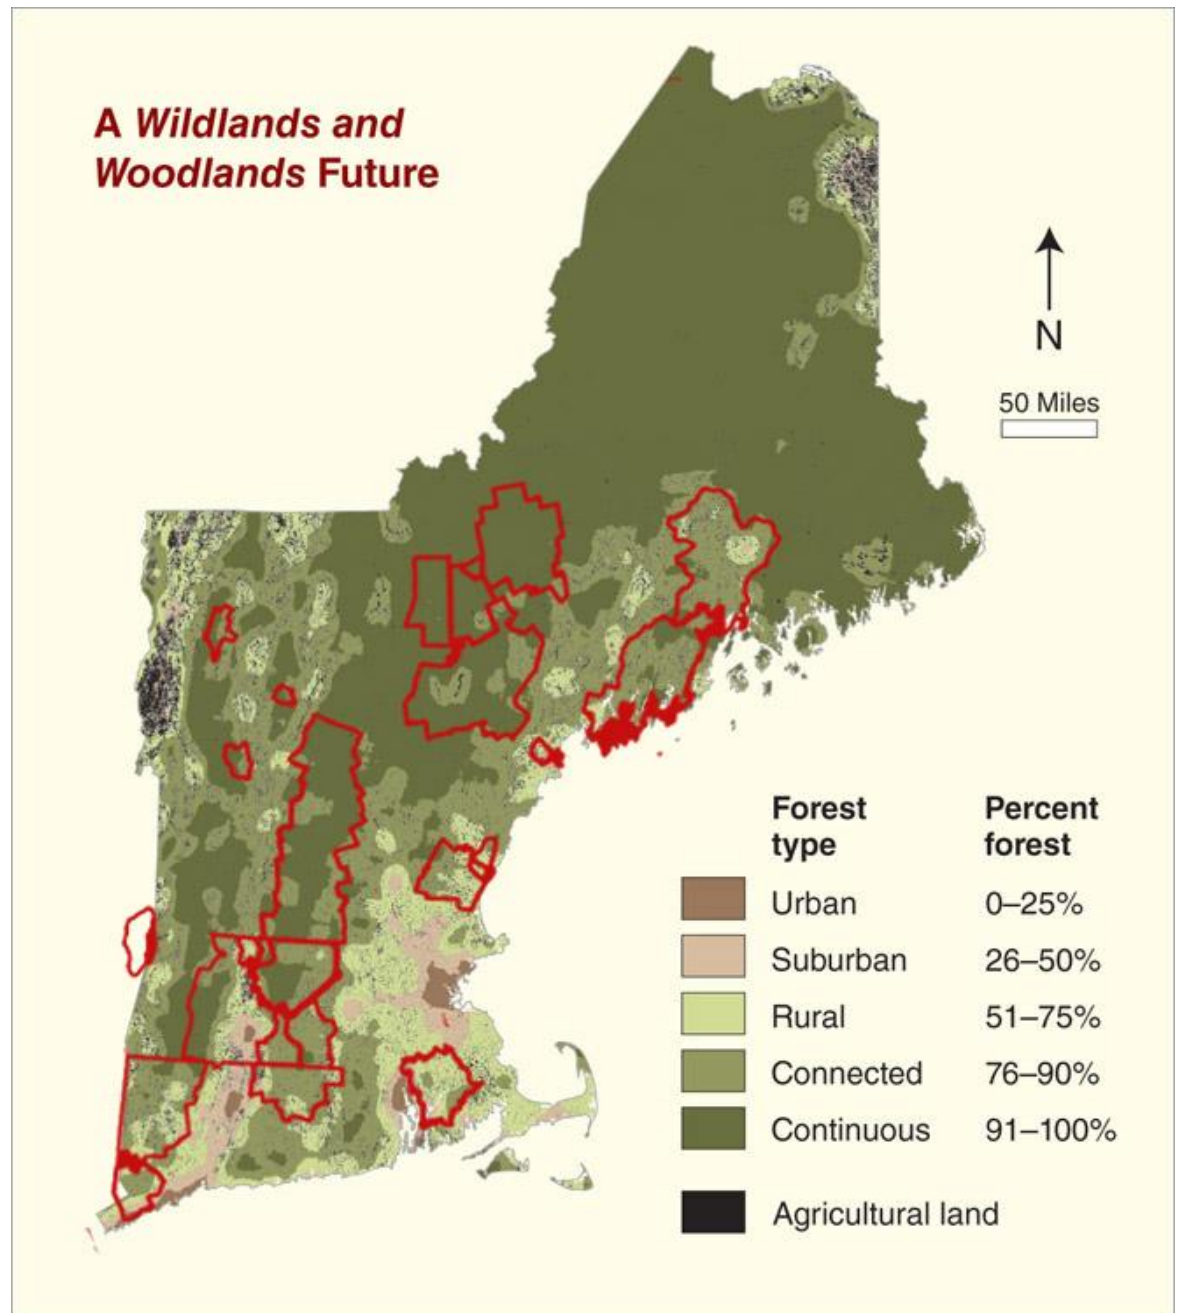 A Wildlands and
Woodlands Future
N
50 Miles
Forest type Percent forest
Urban 0–25%
Suburban 26–50%
Rural 51–75%
Connected 76–90%
Continuous 91–100%
Agricultural land